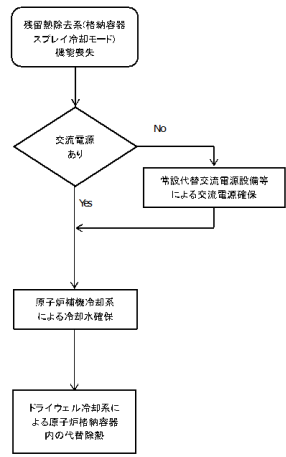 残留熱除去系(格納容器
スプレイ冷却モード)
機能喪失
交流電源
あり
No
常設代替交流電源設備等
による交流電源確保
Yes
原子炉補機冷却系
による冷却水確保
ドライウェル冷却系に
よる原子炉格納容器
内の代替除熱